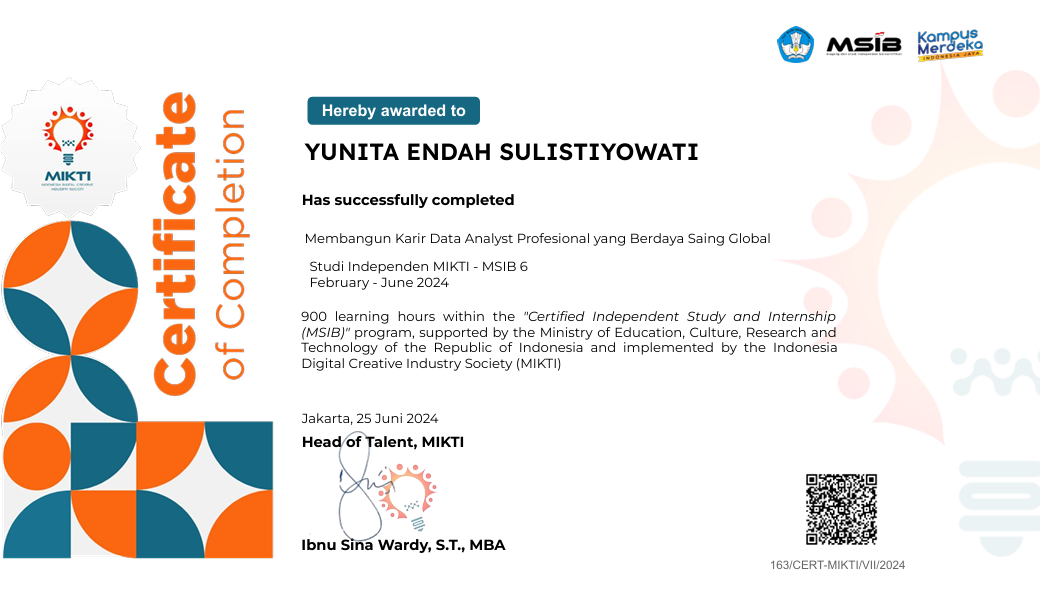 MSIB
Kampus
Merdeka
INDONESIA JAYA
MIKTI
INDONESIA DIGITAL CREATIVE
INDUSTRY SOCIETY
Certificate
of Completion
Hereby awarded to
YUNITA ENDAH SULISTIYOWATI
Has successfully completed
Membangun Karir Data Analyst Profesional yang Berdaya Saing Global
Studi Independen MIKTI - MSIB 6
February - June 2024
900 learning hours within the "Certified Independent Study and Internship
(MSIB)" program, supported by the Ministry of Education, Culture, Research and
Technology of the Republic of Indonesia and implemented by the Indonesia
Digital Creative Industry Society (MIKTI)
Jakarta, 25 Juni 2024
Head of Talent, MIKTI
Ibnu Sina Wardy, S.T., MBA
163/CERT-MIKTI/VII/2024